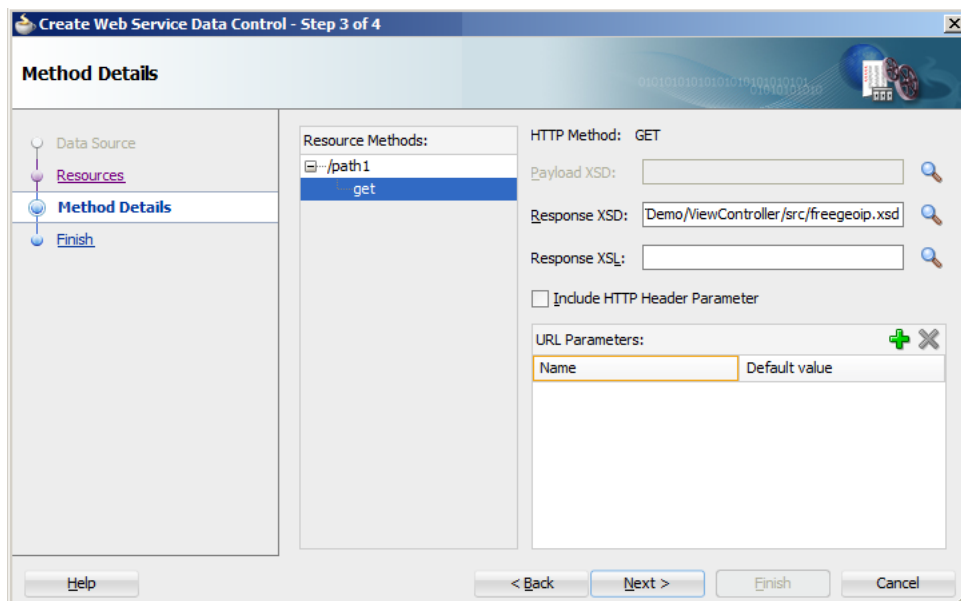 Create Web Service Data Control - Step 3 of 4
Method Details
Data Source
Resources
Method Details
Finish
Resource Methods:
/path1
get
HTTP Method: GET
Payload XSD:
Response XSD: Demo/ViewController/src/freegeoip.xsd
Response XSL:
Include HTTP Header Parameter
URL Parameters:
Name Default value
Help < Back Next > Finish Cancel